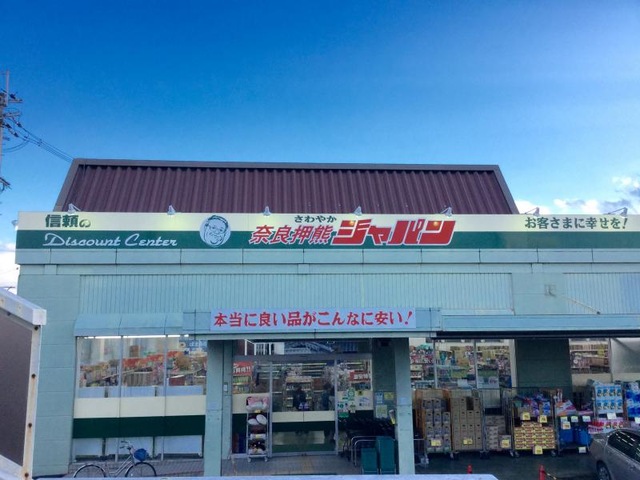 信頼の
Discount Center
さわやか
奈良押熊ジャパン
お客さまに幸せを!
本当に良い品がこんなに安い!